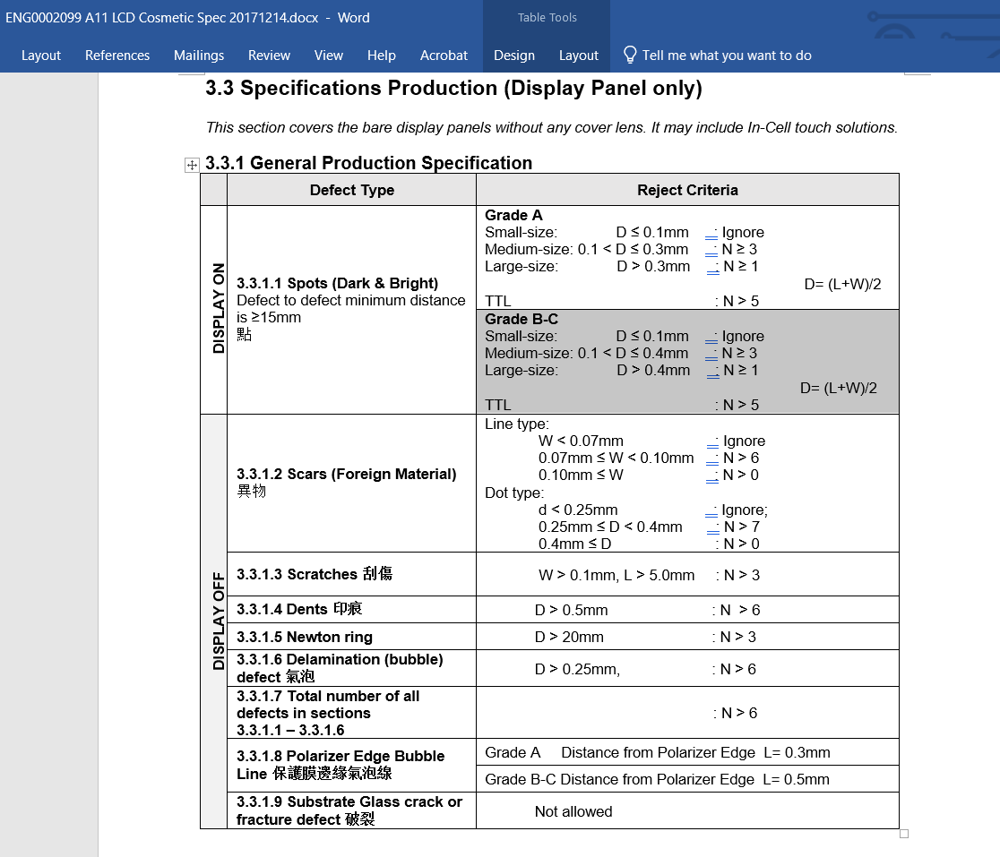 ENG0002099 A11 LCD Cosmetic Spec 20171214.docx - Word
Table Tools
Layout References Mailings Review View Help Acrobat Design Layout Tell me what you want to do
3.3 Specifications Production (Display Panel only)
This section covers the bare display panels without any cover lens. It may include In-Cell touch solutions.
3.3.1 General Production Specification
Defect Type Reject Criteria
DISPLAY ON
3.3.1.1 Spots (Dark & Bright)
Defect to defect minimum distance
is ≥15mm
點
Grade A
Small-size: D ≤ 0.1mm : Ignore
Medium-size: 0.1 < D ≤ 0.3mm : N ≥ 3
Large-size: D > 0.3mm : N ≥ 1
D= (L+W)/2
TTL : N > 5
Grade B-C
Small-size: D ≤ 0.1mm : Ignore
Medium-size: 0.1 < D ≤ 0.4mm : N ≥ 3
Large-size: D > 0.4mm : N ≥ 1
D= (L+W)/2
TTL : N > 5
DISPLAY OFF
3.3.1.2 Scars (Foreign Material)
異物
Line type:
W < 0.07mm : Ignore
0.07mm ≤ W < 0.10mm : N > 6
0.10mm ≤ W : N > 0
Dot type:
d < 0.25mm : Ignore;
0.25mm ≤ D < 0.4mm : N > 7
0.4mm ≤ D : N > 0
3.3.1.3 Scratches 刮傷 W > 0.1mm, L > 5.0mm : N > 3
3.3.1.4 Dents 印痕 D > 0.5mm : N > 6
3.3.1.5 Newton ring D > 20mm : N > 3
3.3.1.6 Delamination (bubble)
defect 氣泡
D > 0.25mm, : N > 6
3.3.1.7 Total number of all
defects in sections
3.3.1.1 – 3.3.1.6
: N > 6
3.3.1.8 Polarizer Edge Bubble
Line 保護膜邊緣氣泡線
Grade A Distance from Polarizer Edge L= 0.3mm
Grade B-C Distance from Polarizer Edge L= 0.5mm
3.3.1.9 Substrate Glass crack or
fracture defect 破裂
Not allowed